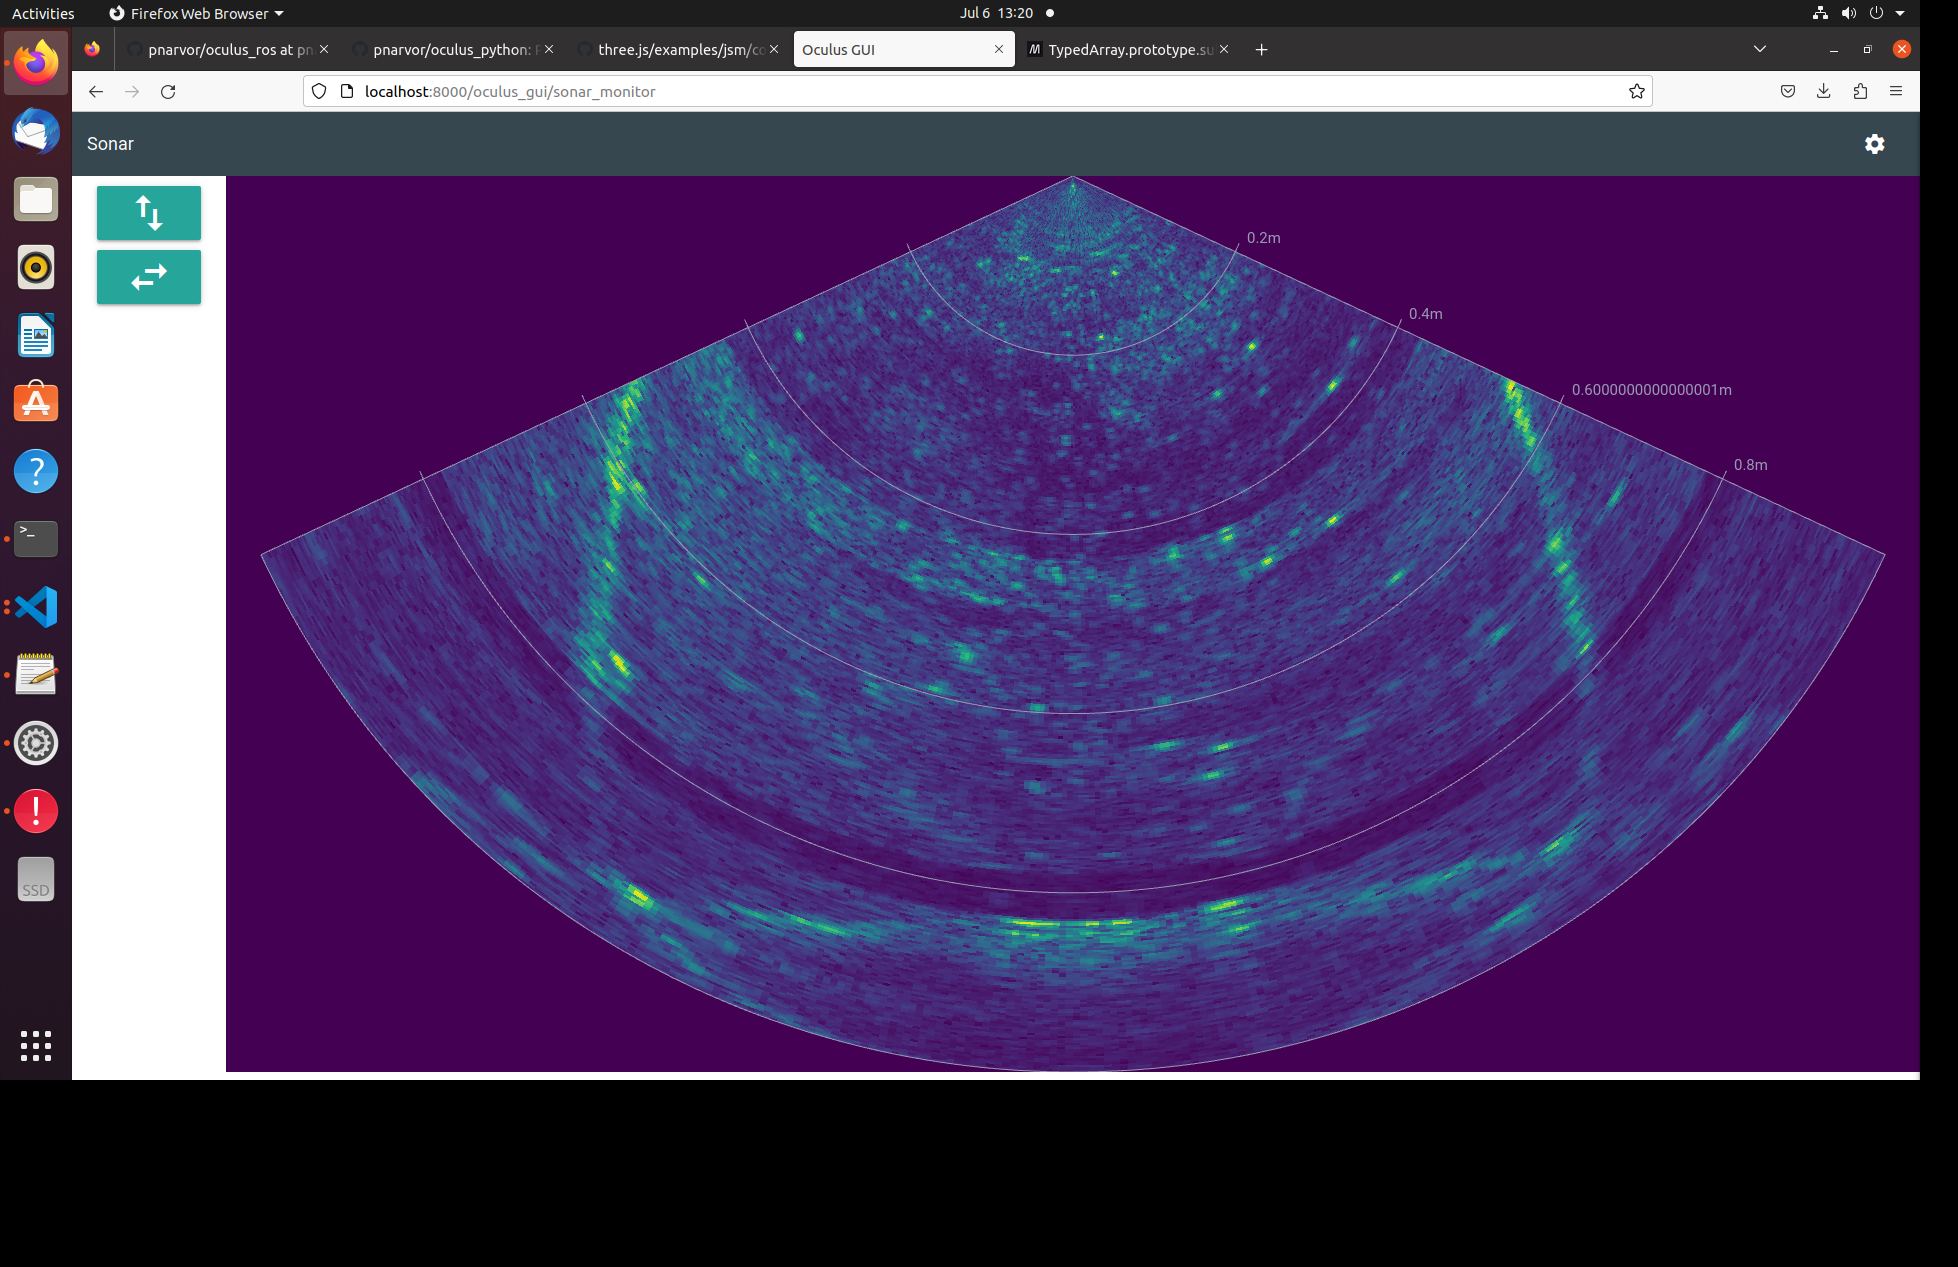 Activities
Firefox Web Browser
Jul 6 13:20
pnarvor/oculus_ros at pn
pnarvor/oculus_python:
three.js/examples/jsm/co
Oculus GUI
TypedArray.prototype.su
localhost:8000/oculus_gui/sonar_monitor
Sonar
0.2m
0.4m
0.6000000000000001m
0.8m
SSD